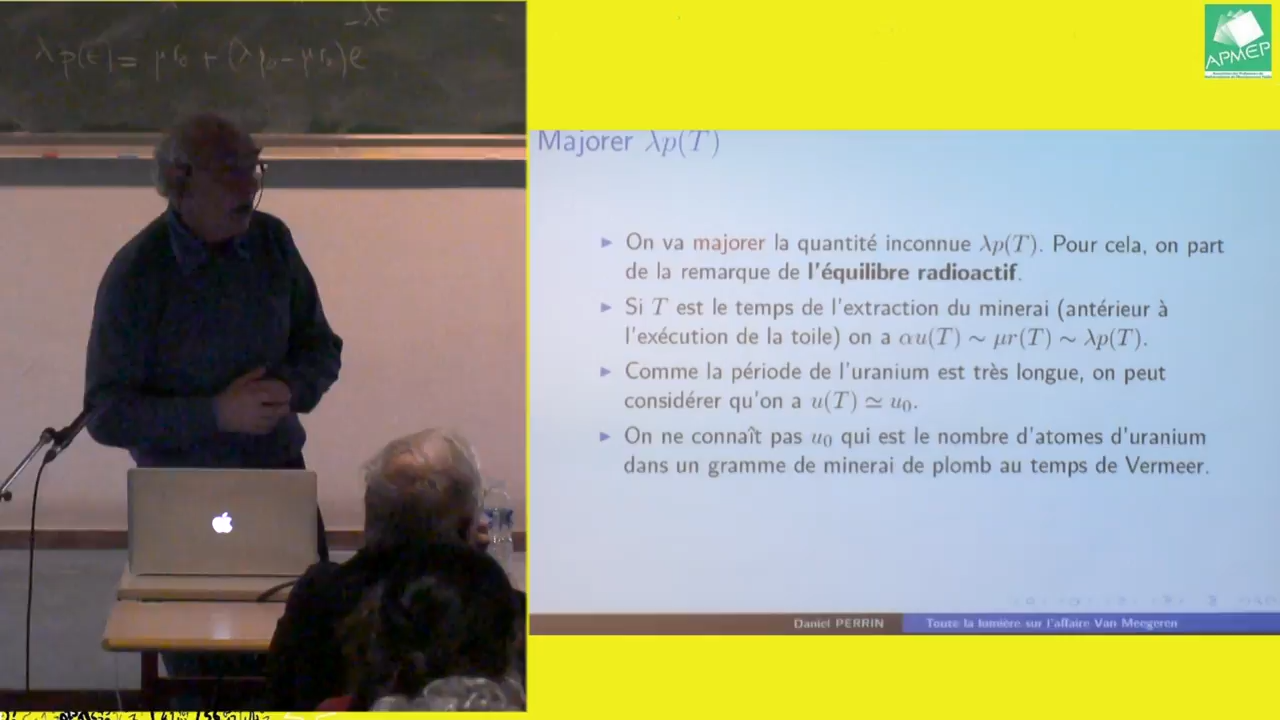 λp(t) = μr₀ + (λp₀ - μr₀)e^-λt
APMEP
Majorer λp(T)
▶ On va majorer la quantité inconnue λp(T). Pour cela, on part
de la remarque de l'équilibre radioactif.
▶ Si T est le temps de l'extraction du minerai (antérieur à
l'exécution de la toile) on a αu(T) ∼ μr(T) ∼ λp(T).
▶ Comme la période de l'uranium est très longue, on peut
considérer qu'on a u(T) ≃ u₀.
▶ On ne connaît pas u₀ qui est le nombre d'atomes d'uranium
dans un gramme de minerai de plomb au temps de Vermeer.
Daniel PERRIN
Toute la lumière sur l'affaire Van Meegeren